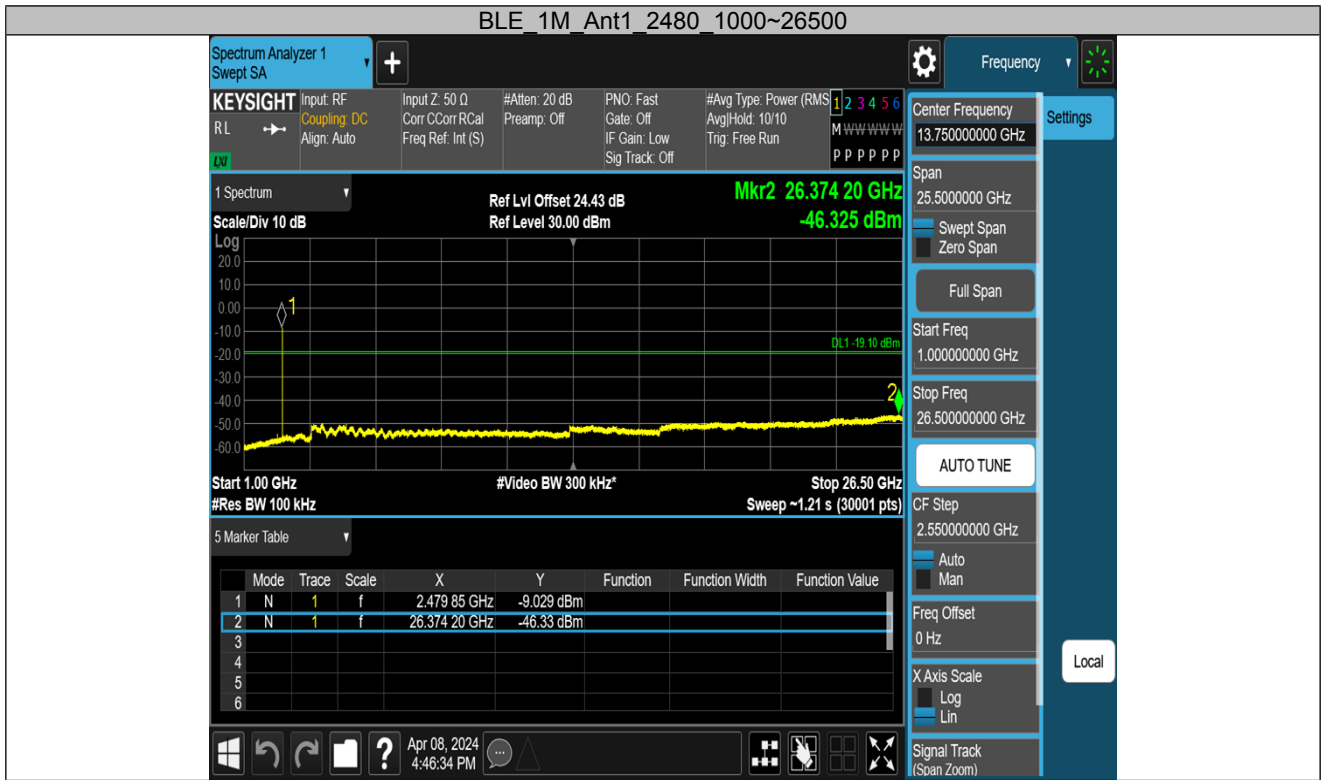 BLE_1M_Ant1_2480_1000~26500
Spectrum Analyzer 1
Swept SA
+
Frequency
KEYSIGHT
RL
LXI
Input: RF
Coupling: DC
Align: Auto
Input Z: 50 Ω
Corr CCorr RCal
Freq Ref: Int (S)
#Atten: 20 dB
Preamp: Off
PNO: Fast
Gate: Off
IF Gain: Low
Sig Track: Off
#Avg Type: Power (RMS
Avg|Hold: 10/10
Trig: Free Run
1 2 3 4 5 6
M W W W W W
P P P P P P
1 Spectrum
Scale/Div 10 dB
Ref Lvl Offset 24.43 dB
Ref Level 30.00 dBm
Mkr2 26.374 20 GHz
-46.325 dBm
Log
20.0
10.0
0.00
-10.0
-20.0
-30.0
-40.0
-50.0
-60.0
1
DL1 -19.10 dBm
2
Start 1.00 GHz
#Res BW 100 kHz
#Video BW 300 kHz*
Stop 26.50 GHz
Sweep ~1.21 s (30001 pts)
5 Marker Table
Mode Trace Scale X Y Function Function Width Function Value
1 N 1 f 2.479 85 GHz -9.029 dBm
2 N 1 f 26.374 20 GHz -46.33 dBm
3
4
5
6
?
Apr 08, 2024
4:46:34 PM
Center Frequency
13.750000000 GHz
Span
25.5000000 GHz
Swept Span
Zero Span
Full Span
Start Freq
1.000000000 GHz
Stop Freq
26.500000000 GHz
AUTO TUNE
CF Step
2.550000000 GHz
Auto
Man
Freq Offset
0 Hz
X Axis Scale
Log
Lin
Signal Track
(Span Zoom)
Settings
Local